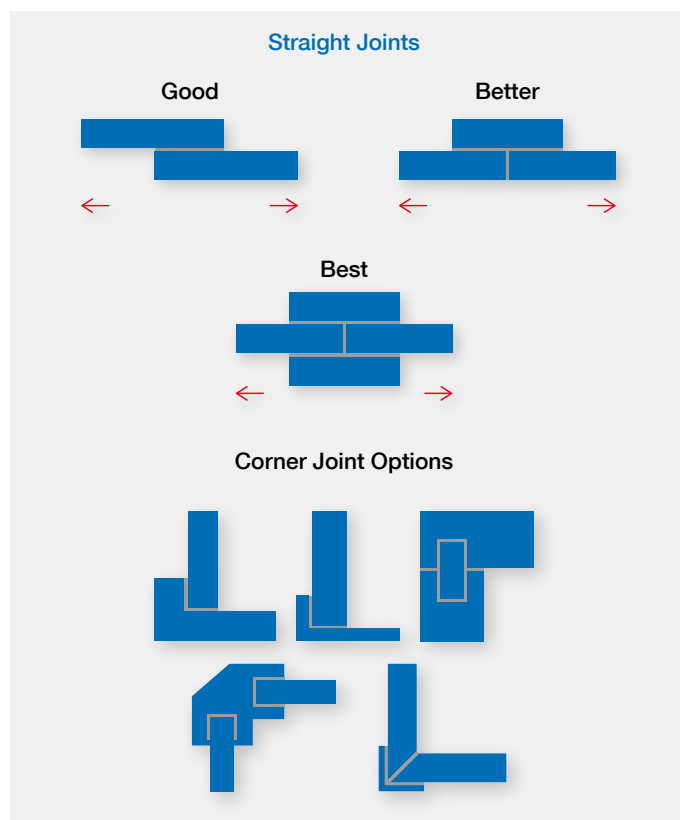 Straight Joints
Good
Better
Best
Corner Joint Options